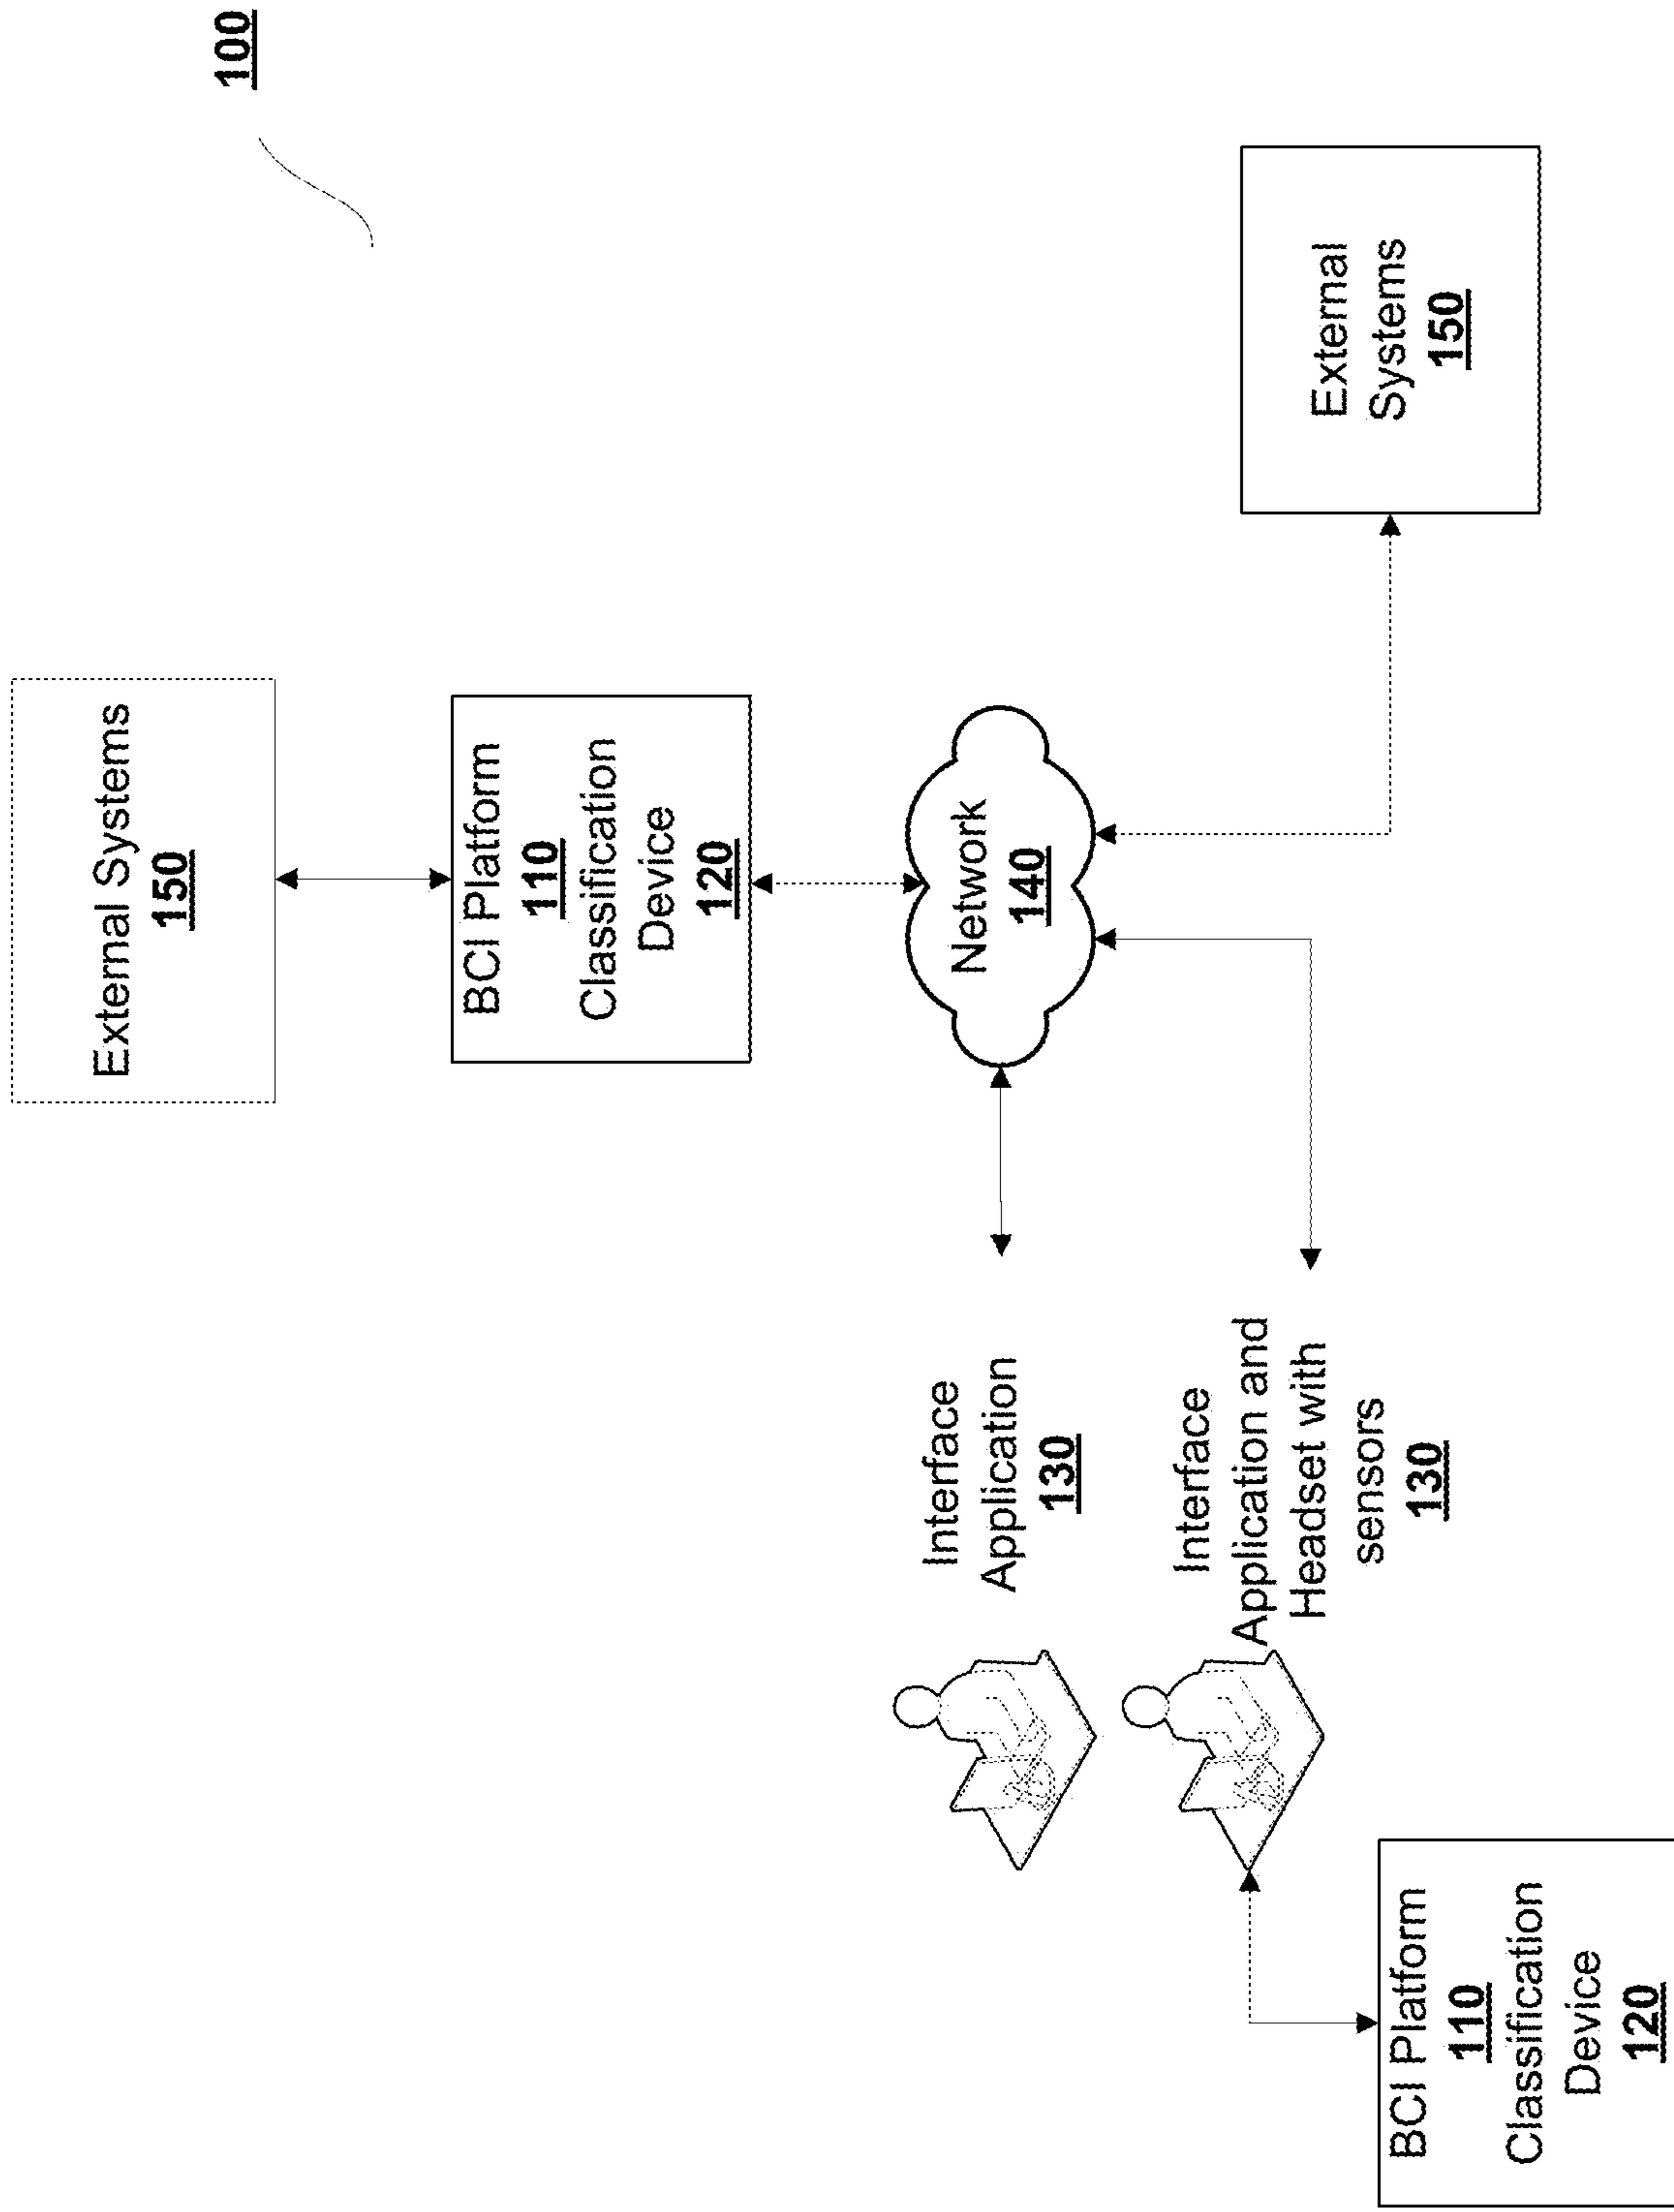 100
External Systems
150
BCI Platform
110
Classification
Device
120
Network
140
External
Systems
150
Interface
Application
130
Interface
Application and
Headset with
sensors
130
BCI Platform
110
Classification
Device
120